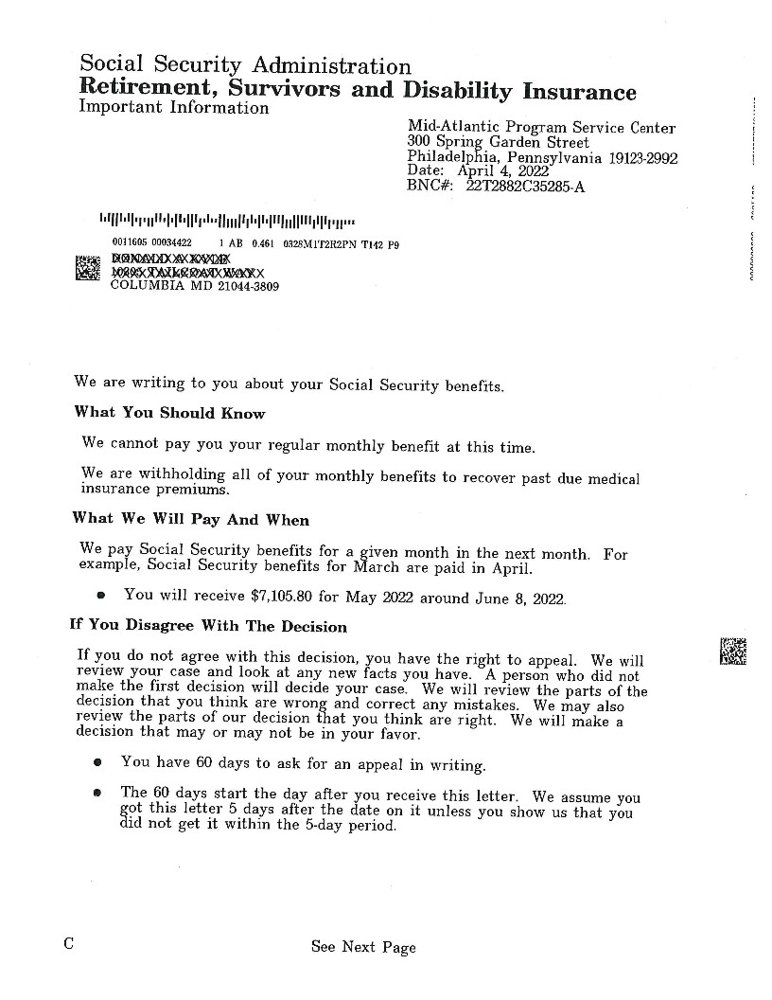 Social Security Administration
Retirement, Survivors and Disability Insurance
Important Information
Mid-Atlantic Program Service Center
300 Spring Garden Street
Philadelphia, Pennsylvania 19123-2992
Date: April 4, 2022
BNC#: 22T2882C35285-A
0011605 00034422 1 AB 0.461 0328M1T2R2PN T142 P9
COLUMBIA MD 21044-3809
We are writing to you about your Social Security benefits.
What You Should Know
We cannot pay you your regular monthly benefit at this time.
We are withholding all of your monthly benefits to recover past due medical
insurance premiums.
What We Will Pay And When
We pay Social Security benefits for a given month in the next month. For
example, Social Security benefits for March are paid in April.
● You will receive $7,105.80 for May 2022 around June 8, 2022.
If You Disagree With The Decision
If you do not agree with this decision, you have the right to appeal. We will
review your case and look at any new facts you have. A person who did not
make the first decision will decide your case. We will review the parts of the
decision that you think are wrong and correct any mistakes. We may also
review the parts of our decision that you think are right. We will make a
decision that may or may not be in your favor.
● You have 60 days to ask for an appeal in writing.
● The 60 days start the day after you receive this letter. We assume you
got this letter 5 days after the date on it unless you show us that you
did not get it within the 5-day period.
C
See Next Page